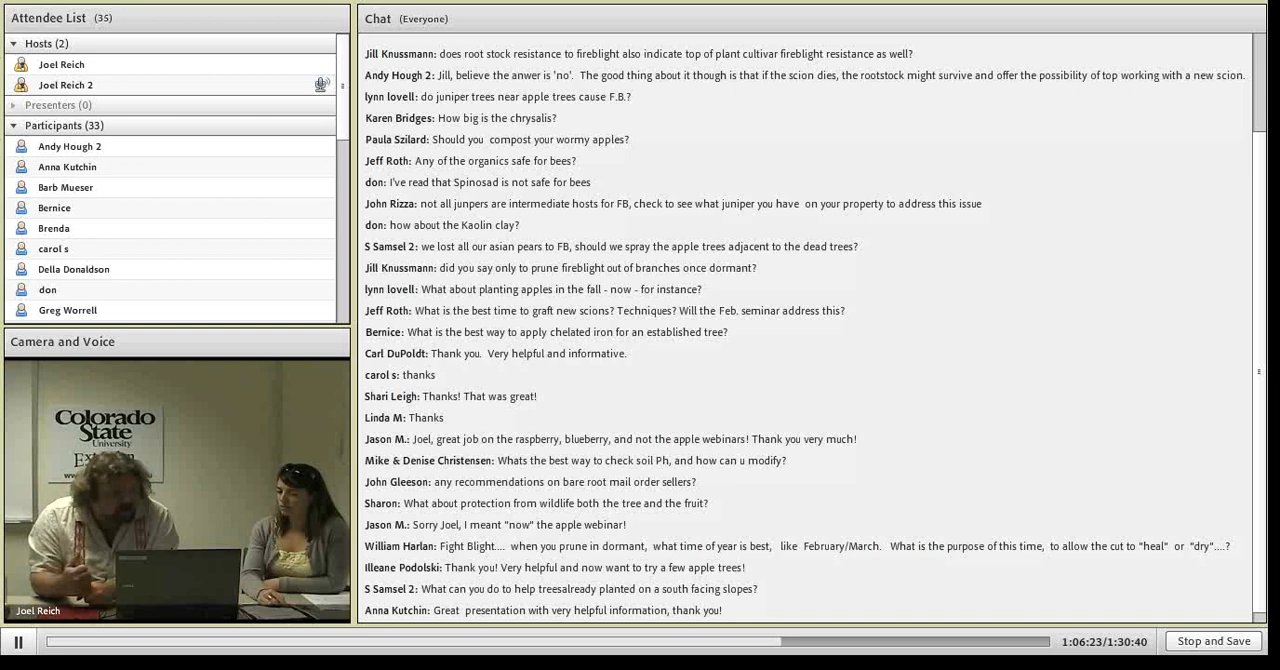 Attendee List (35)
Hosts (2)
Joel Reich
Joel Reich 2
Presenters (0)
Participants (33)
Andy Hough 2
Anna Kutchin
Barb Mueser
Bernice
Brenda
carol s
Della Donaldson
don
Greg Worrell
Camera and Voice
Colorado
State
University
Joel Reich
Chat (Everyone)
Jill Knussmann: does root stock resistance to fireblight also indicate top of plant cultivar fireblight resistance as well?
Andy Hough 2: Jill, believe the anwer is 'no'. The good thing about it though is that if the scion dies, the rootstock might survive and offer the possibility of top working with a new scion.
lynn lovell: do juniper trees near apple trees cause F.B.?
Karen Bridges: How big is the chrysalis?
Paula Szilard: Should you compost your wormy apples?
Jeff Roth: Any of the organics safe for bees?
don: I've read that Spinosad is not safe for bees
John Rizza: not all junpers are intermediate hosts for FB, check to see what juniper you have on your property to address this issue
don: how about the Kaolin clay?
S Samsel 2: we lost all our asian pears to FB, should we spray the apple trees adjacent to the dead trees?
Jill Knussmann: did you say only to prune fireblight out of branches once dormant?
lynn lovell: What about planting apples in the fall - now - for instance?
Jeff Roth: What is the best time to graft new scions? Techniques? Will the Feb. seminar address this?
Bernice: What is the best way to apply chelated iron for an established tree?
Carl DuPoldt: Thank you. Very helpful and informative.
carol s: thanks
Shari Leigh: Thanks! That was great!
Linda M: Thanks
Jason M.: Joel, great job on the raspberry, blueberry, and not the apple webinars! Thank you very much!
Mike & Denise Christensen: Whats the best way to check soil Ph, and how can u modify?
John Gleeson: any recommendations on bare root mail order sellers?
Sharon: What about protection from wildlife both the tree and the fruit?
Jason M.: Sorry Joel, I meant "now" the apple webinar!
William Harlan: Fight Blight.... when you prune in dormant, what time of year is best, like February/March. What is the purpose of this time, to allow the cut to "heal" or "dry"....?
Illeane Podolski: Thank you! Very helpful and now want to try a few apple trees!
S Samsel 2: What can you do to help treesalready planted on a south facing slopes?
Anna Kutchin: Great presentation with very helpful information, thank you!
1:06:23/1:30:40
Stop and Save